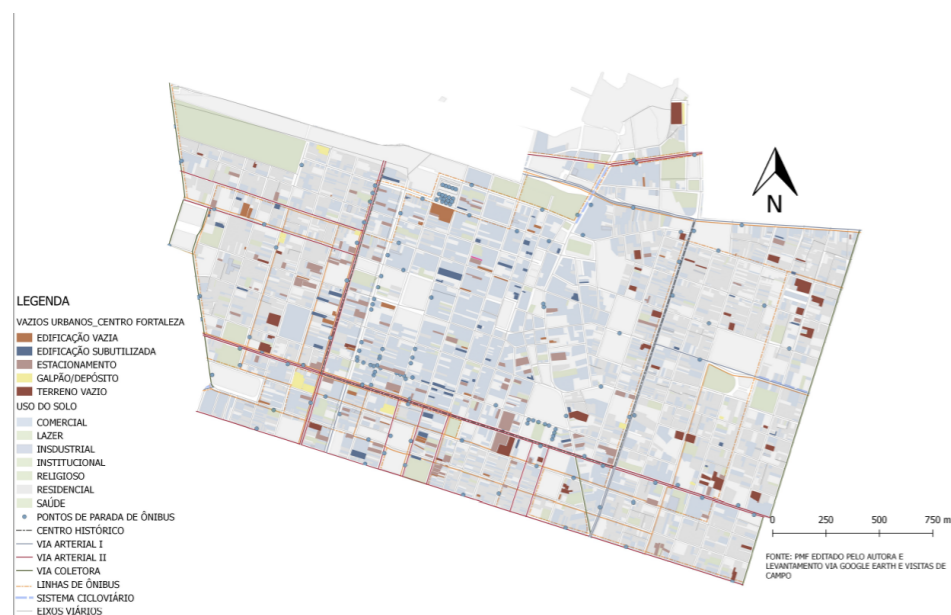 N
LEGENDA
VAZIOS URBANOS_CENTRO FORTALEZA
EDIFICAÇÃO VAZIA
EDIFICAÇÃO SUBUTILIZADA
ESTACIONAMENTO
GALPÃO/DEPÓSITO
TERRENO VAZIO
USO DO SOLO
COMERCIAL
LAZER
INSDUSTRIAL
INSTITUCIONAL
RELIGIOSO
RESIDENCIAL
SAÚDE
PONTOS DE PARADA DE ÔNIBUS
CENTRO HISTÓRICO
VIA ARTERIAL I
VIA ARTERIAL II
VIA COLETORA
LINHAS DE ÔNIBUS
SISTEMA CICLOVIÁRIO
EIXOS VIÁRIOS
0 250 500 750 m
FONTE: PMF EDITADO PELO AUTORA E
LEVANTAMENTO VIA GOOGLE EARTH E VISITAS DE
CAMPO